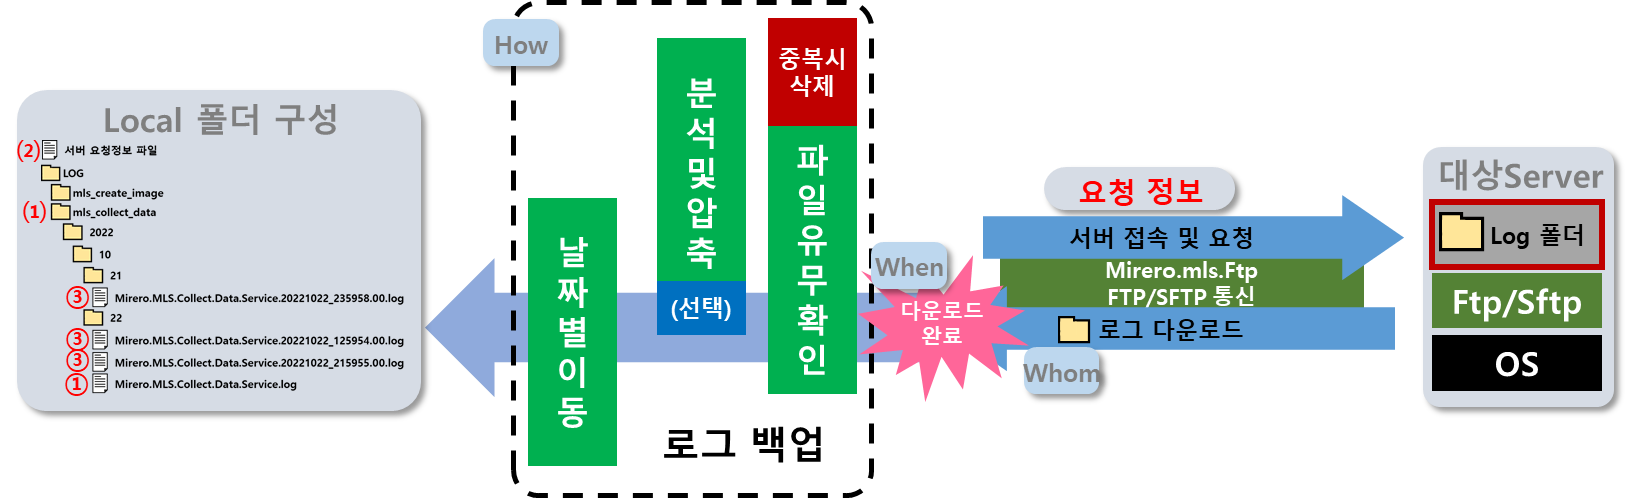 Local 폴더 구성
(2) 서버 요청정보 파일
LOG
mls_create_image
(1) mls_collect_data
2022
10
21
③ Mirero.MLS.Collect.Data.Service.20221022_235958.00.log
22
③ Mirero.MLS.Collect.Data.Service.20221022_125954.00.log
③ Mirero.MLS.Collect.Data.Service.20221022_215955.00.log
① Mirero.MLS.Collect.Data.Service.log
How
날짜별이동
분석및압축
(선택)
중복시
삭제
파일유무확인
로그 백업
When
다운로드
완료
요청 정보
서버 접속 및 요청
Mirero.mls.Ftp
FTP/SFTP 통신
로그 다운로드
Whom
대상Server
Log 폴더
Ftp/Sftp
OS